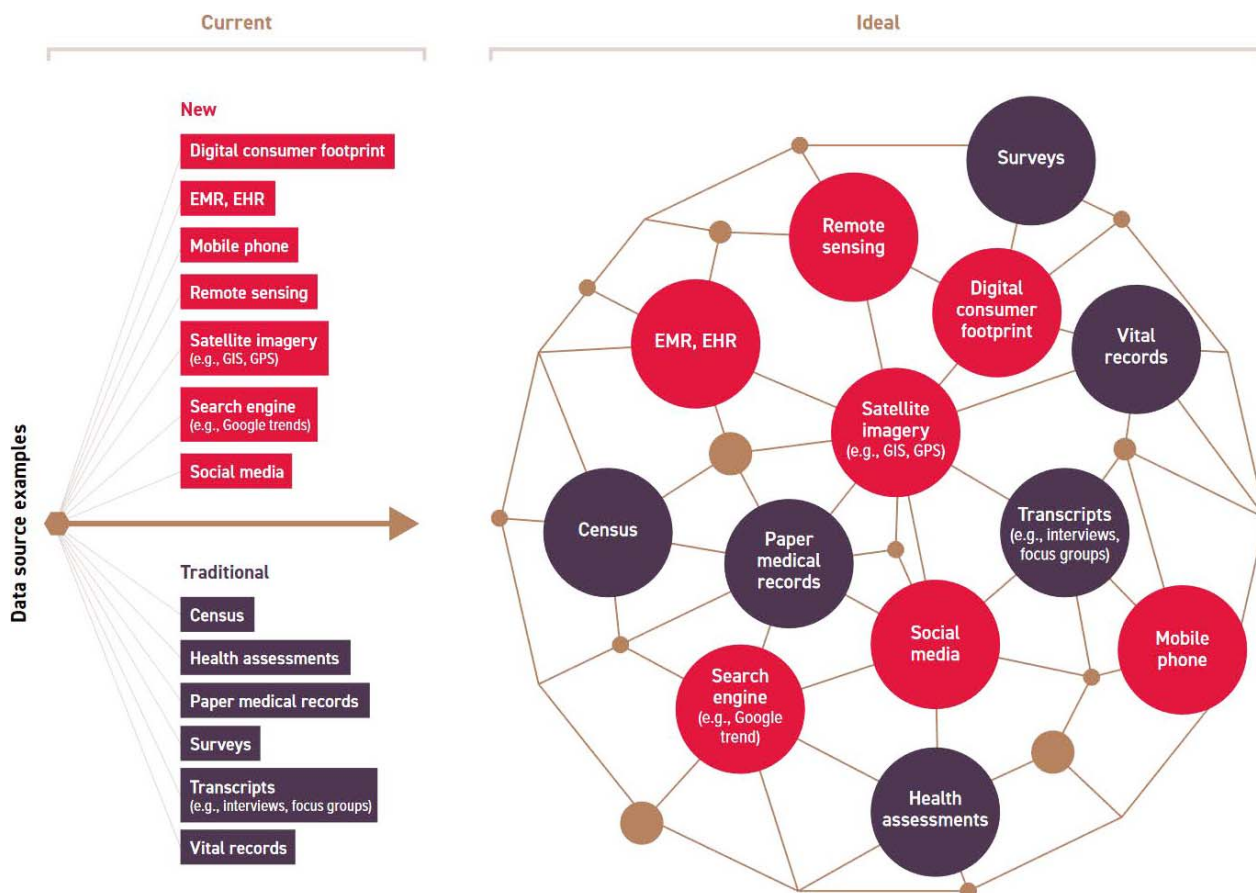 Current
Ideal
Data source examples
New
Digital consumer footprint
EMR, EHR
Mobile phone
Remote sensing
Satellite imagery
(e.g., GIS, GPS)
Search engine
(e.g., Google trends)
Social media
Traditional
Census
Health assessments
Paper medical records
Surveys
Transcripts
(e.g., interviews, focus groups)
Vital records
Surveys
Remote
sensing
Digital
consumer
footprint
EMR, EHR
Vital
records
Satellite
imagery
(e.g., GIS, GPS)
Census
Paper
medical
records
Transcripts
(e.g., interviews,
focus groups)
Social
media
Mobile
phone
Search
engine
(e.g., Google
trend)
Health
assessments